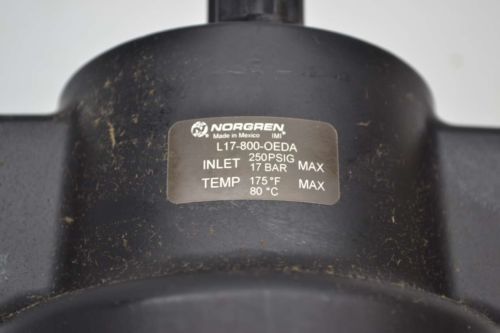 NORGREN
Made in Mexico IMI
L17-800-OEDA
INLET 250PSIG 17 BAR MAX
TEMP 175 °F 80 °C MAX